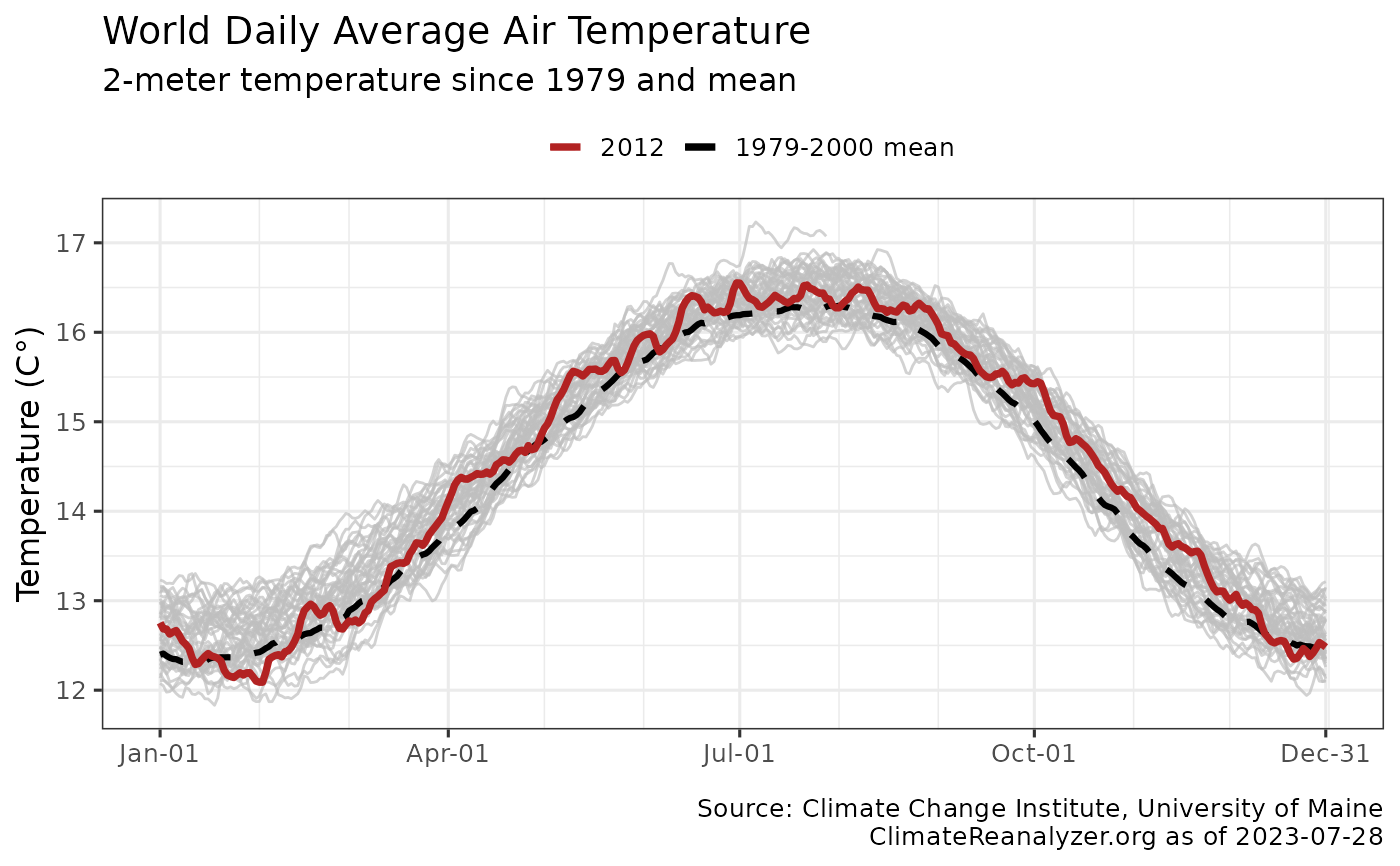 World Daily Average Air Temperature
2-meter temperature since 1979 and mean
2012 1979-2000 mean
Temperature (C°)
17
16
15
14
13
12
Jan-01 Apr-01 Jul-01 Oct-01 Dec-31
Source: Climate Change Institute, University of Maine
ClimateReanalyzer.org as of 2023-07-28